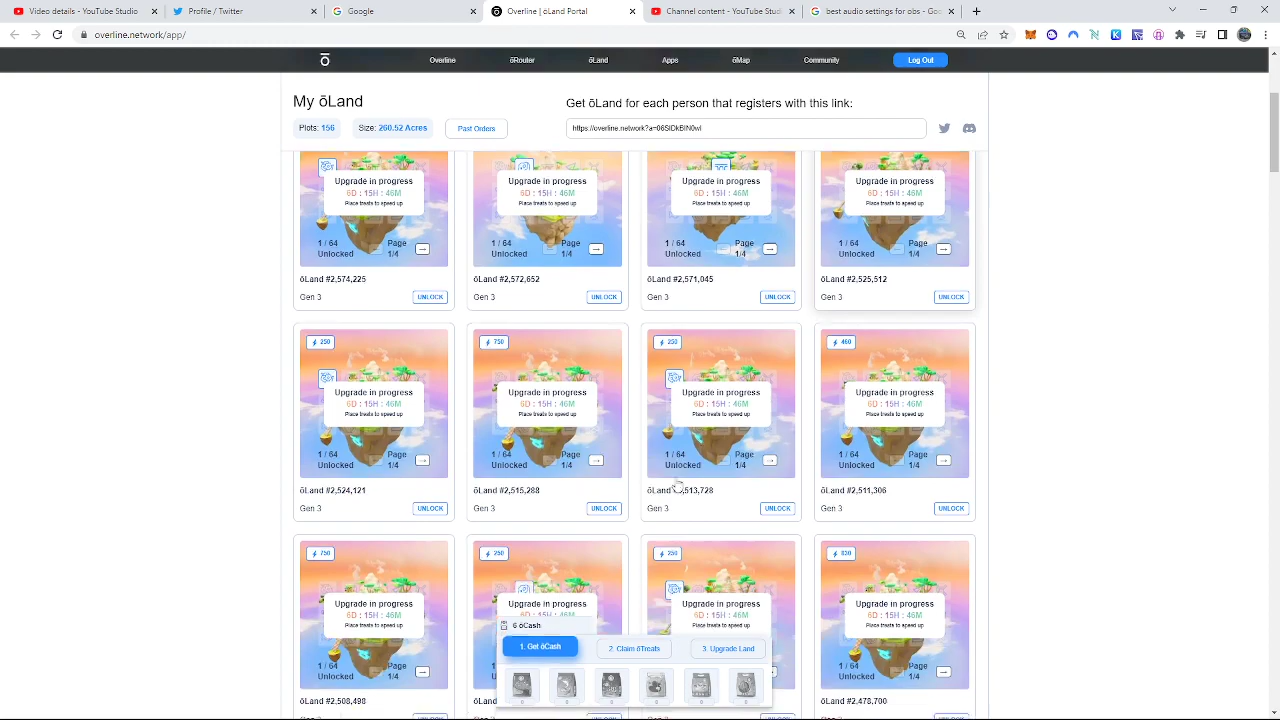 Video details - YouTube Studio
Profile / Twitter
Google
Overline | ōLand Portal
Channel content - YouTube Studi
best audio setings for obs - Goo
overline.network/app/
Overline
ōRouter
ōLand
Apps
ōMap
Community
Log Out
My ōLand
Get ōLand for each person that registers with this link:
Plots: 156
Size: 260.52 Acres
Past Orders
Upgrade in progress
6D : 15H : 46M
Place treats to speed up
1 / 64 Unlocked
Page 1/4
ōLand #2,574,225
Gen 3
UNLOCK
Upgrade in progress
6D : 15H : 46M
Place treats to speed up
1 / 64 Unlocked
Page 1/4
ōLand #2,572,652
Gen 3
UNLOCK
Upgrade in progress
6D : 15H : 46M
Place treats to speed up
1 / 64 Unlocked
Page 1/4
ōLand #2,571,045
Gen 3
UNLOCK
Upgrade in progress
6D : 15H : 46M
Place treats to speed up
1 / 64 Unlocked
Page 1/4
ōLand #2,525,512
Gen 3
UNLOCK
250
Upgrade in progress
6D : 15H : 46M
Place treats to speed up
1 / 64 Unlocked
Page 1/4
ōLand #2,524,121
Gen 3
UNLOCK
750
Upgrade in progress
6D : 15H : 46M
Place treats to speed up
1 / 64 Unlocked
Page 1/4
ōLand #2,515,288
Gen 3
UNLOCK
250
Upgrade in progress
6D : 15H : 46M
Place treats to speed up
1 / 64 Unlocked
Page 1/4
ōLand
513,728
Gen 3
UNLOCK
460
Upgrade in progress
6D : 15H : 46M
Place treats to speed up
1 / 64 Unlocked
Page 1/4
ōLand #2,511,306
Gen 3
UNLOCK
750
Upgrade in progress
6D : 15H : 46M
Place treats to speed up
1 / 64 Unlocked
Page 1/4
ōLand #2,508,498
250
Upgrade in progress
6D : 15H : 46M
250
Upgrade in progress
6D : 15H : 46M
Place treats to speed up
Upgrade in progress
6D : 15H : 46M
Place treats to speed up
1 / 64 Unlocked
Page 1/4
ōLand #2,478,700
6 ōCash
1. Get ōCash
2. Claim ōTreats
3. Upgrade Land
0
0
0
0
0
0